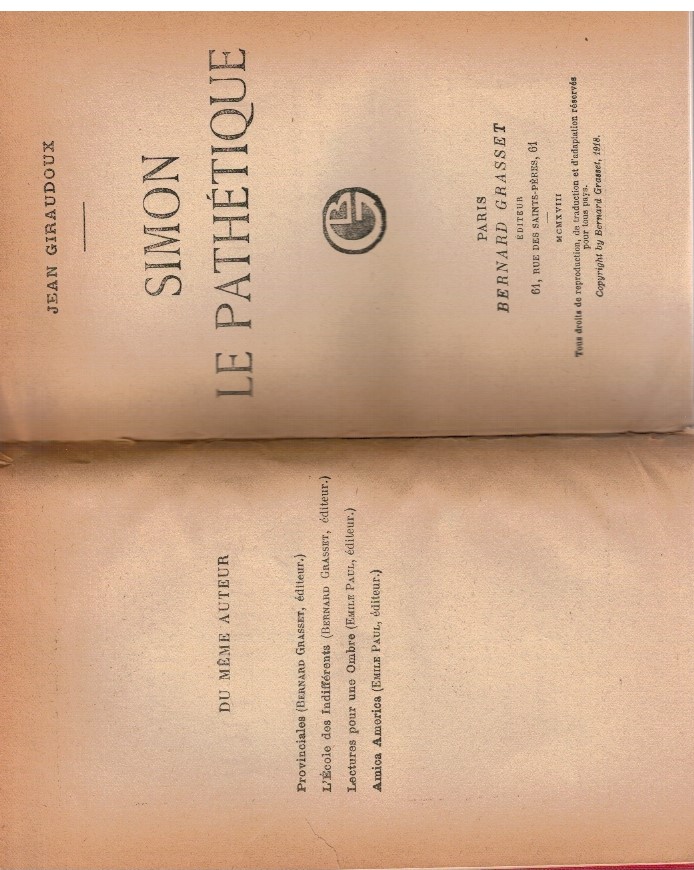 DU MÊME AUTEUR
Provinciales (BERNARD GRASSET, éditeur.)
L'École des Indifférents (BERNARD GRASSET, éditeur.)
Lectures pour une Ombre (EMILE PAUL, éditeur.)
Amica America (EMILE PAUL, éditeur.)
JEAN GIRAUDOUX
SIMON
LE PATHÉTIQUE
PARIS
BERNARD GRASSET
ÉDITEUR
61, RUE DES SAINTS-PÈRES, 61
MCMXVIII
Tous droits de reproduction, de traduction et d'adaptation réservés
pour tous pays.
Copyright by Bernard Grasset, 1918.